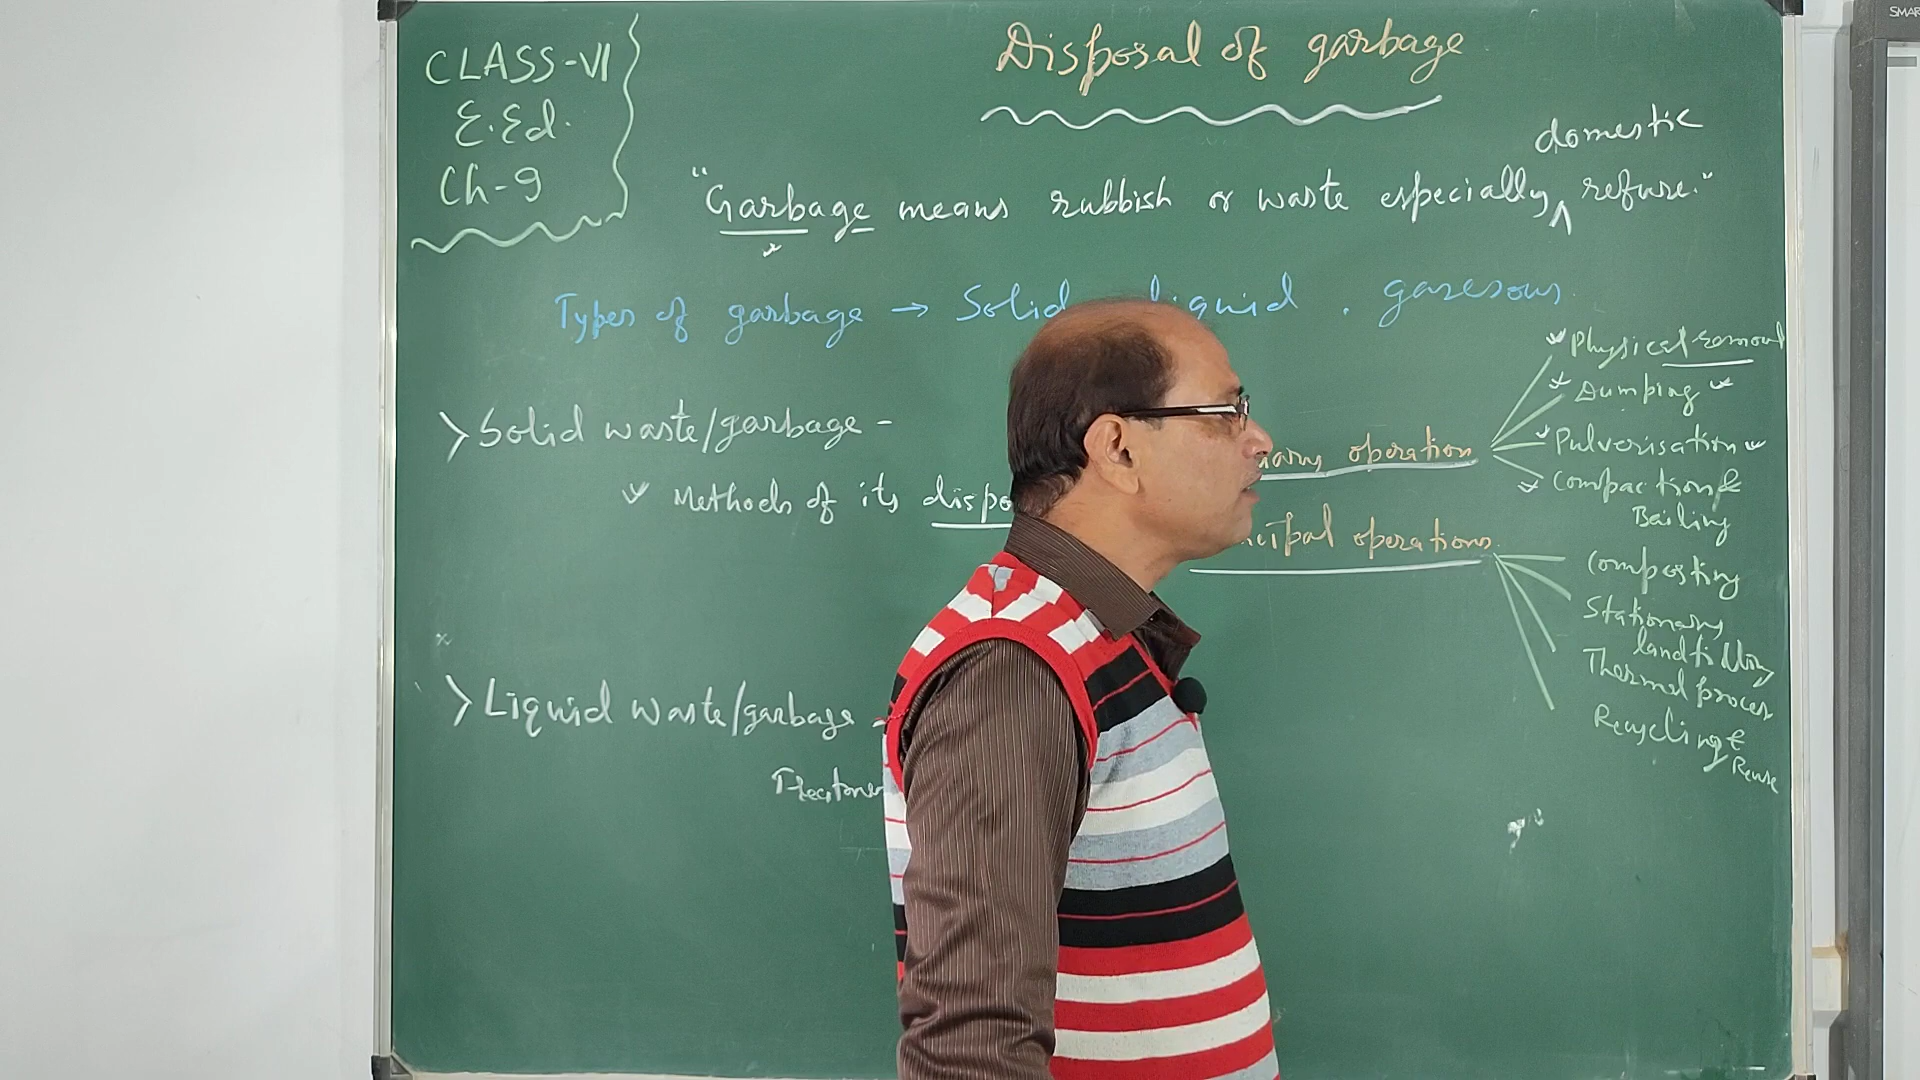 CLASS-VI
E.Ed.
Ch-9
Disposal of garbage
domestic
"Garbage means rubbish or waste especially refuse."
Types of garbage → Solid liquid . gaseous
> Solid waste/garbage -
Methods of its
operation
Physical removal
Dumping
Pulverisation
Compaction &
Bailing
operations
Composting
Stationary
landfilling
Thermal process
Recycling &
Reuse
> Liquid waste/garbage -
SMAR